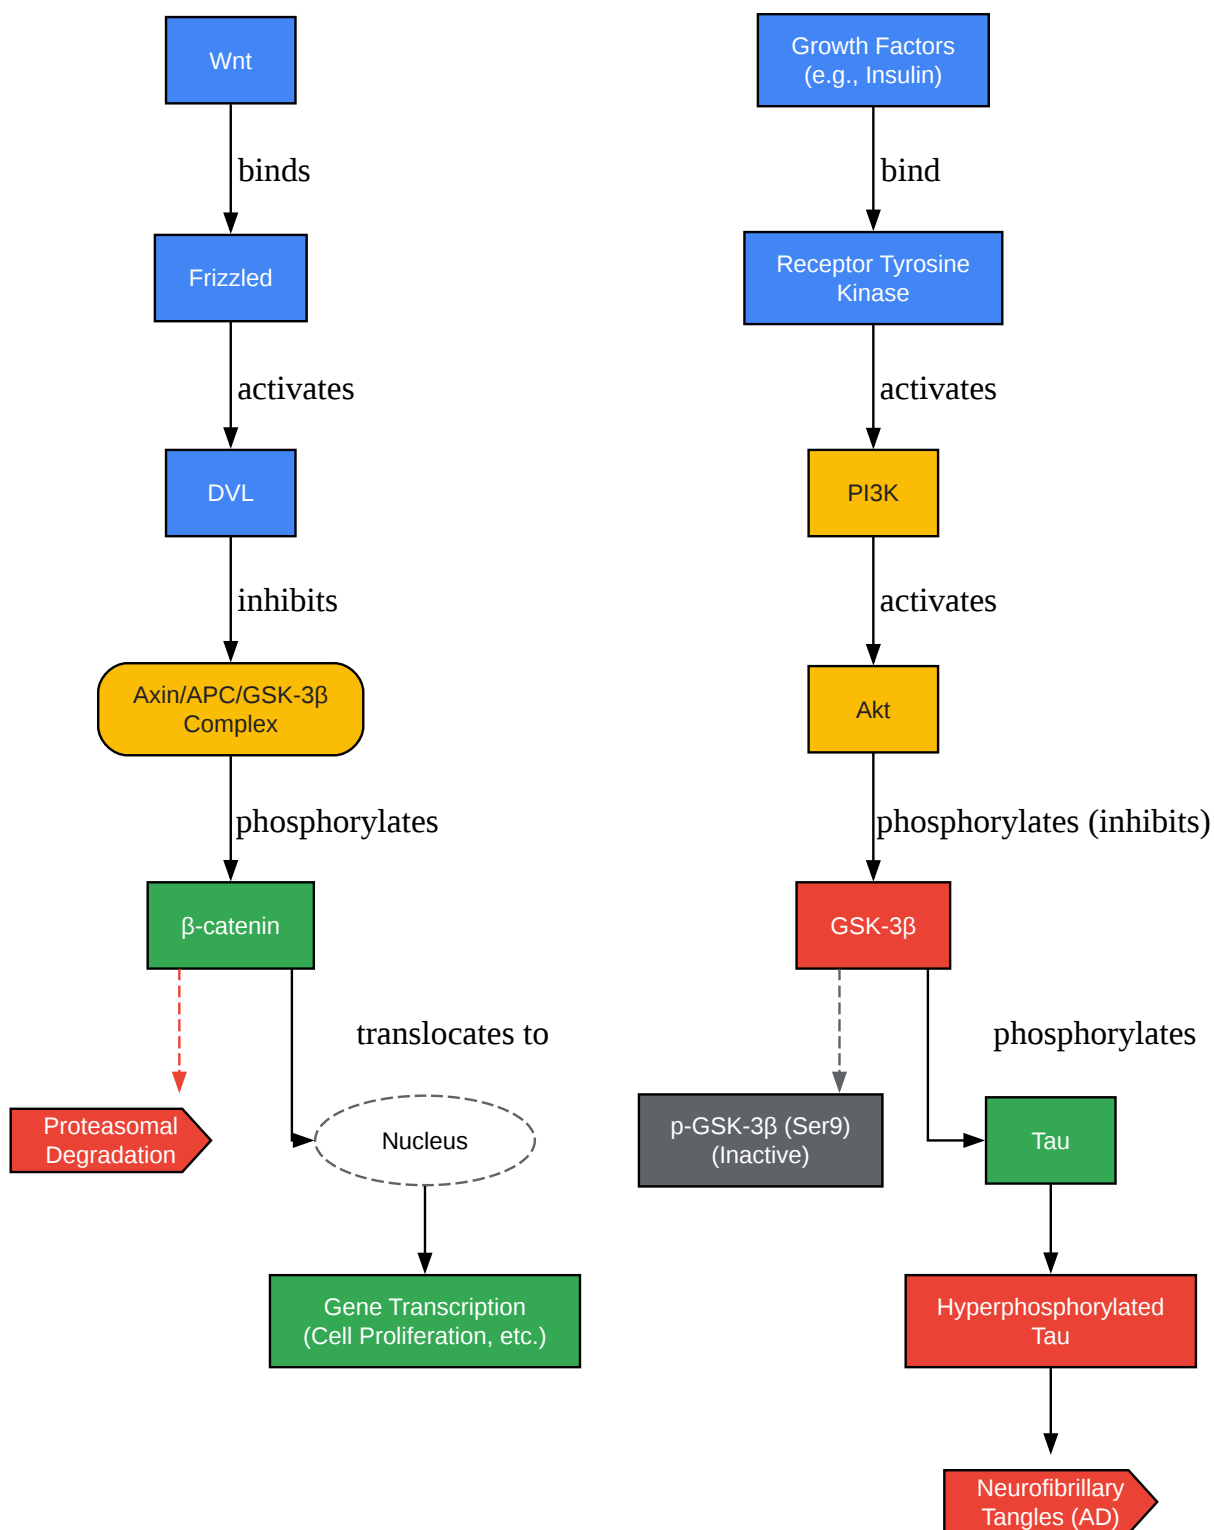 Wnt
binds
Frizzled
activates
DVL
inhibits
Axin/APC/GSK-3β
Complex
phosphorylates
β-catenin
translocates to
Proteasomal
Degradation
Nucleus
Gene Transcription
(Cell Proliferation, etc.)
Growth Factors
(e.g., Insulin)
bind
Receptor Tyrosine
Kinase
activates
PI3K
activates
Akt
phosphorylates (inhibits)
GSK-3β
phosphorylates
p-GSK-3β (Ser9)
(Inactive)
Tau
Hyperphosphorylated
Tau
Neurofibrillary
Tangles (AD)